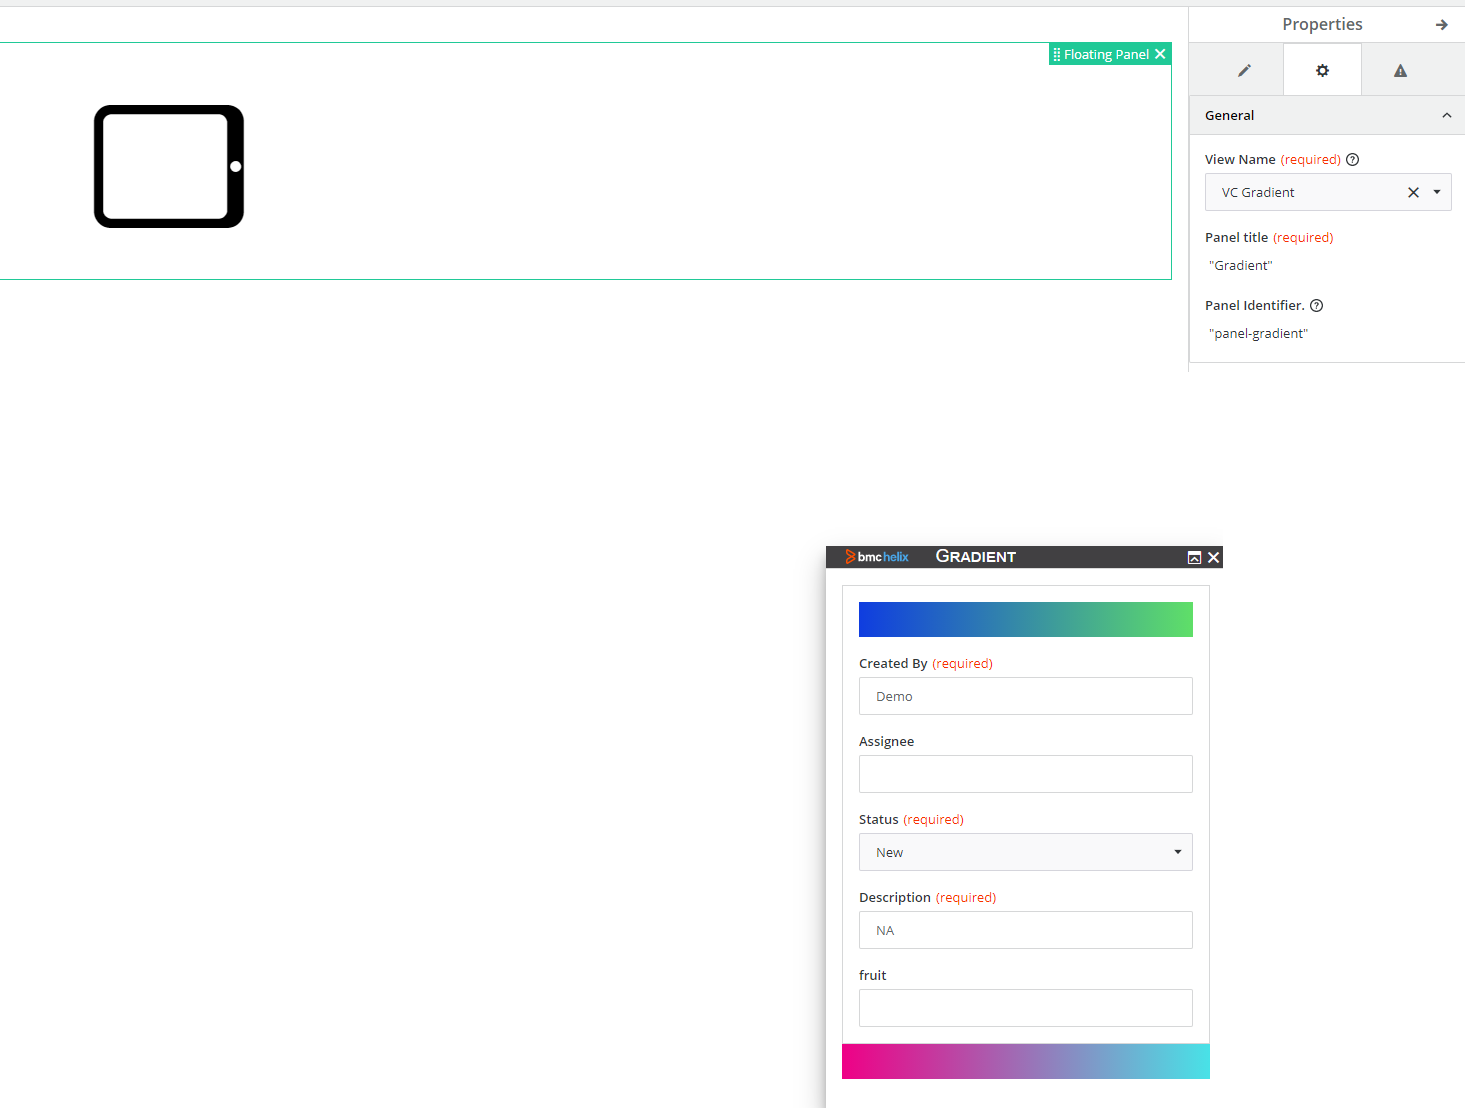 Properties
Floating Panel
General
View Name (required)
VC Gradient
Panel title (required)
"Gradient"
Panel Identifier.
"panel-gradient"
bmc helix GRADIENT
Created By (required)
Demo
Assignee
Status (required)
New
Description (required)
NA
fruit